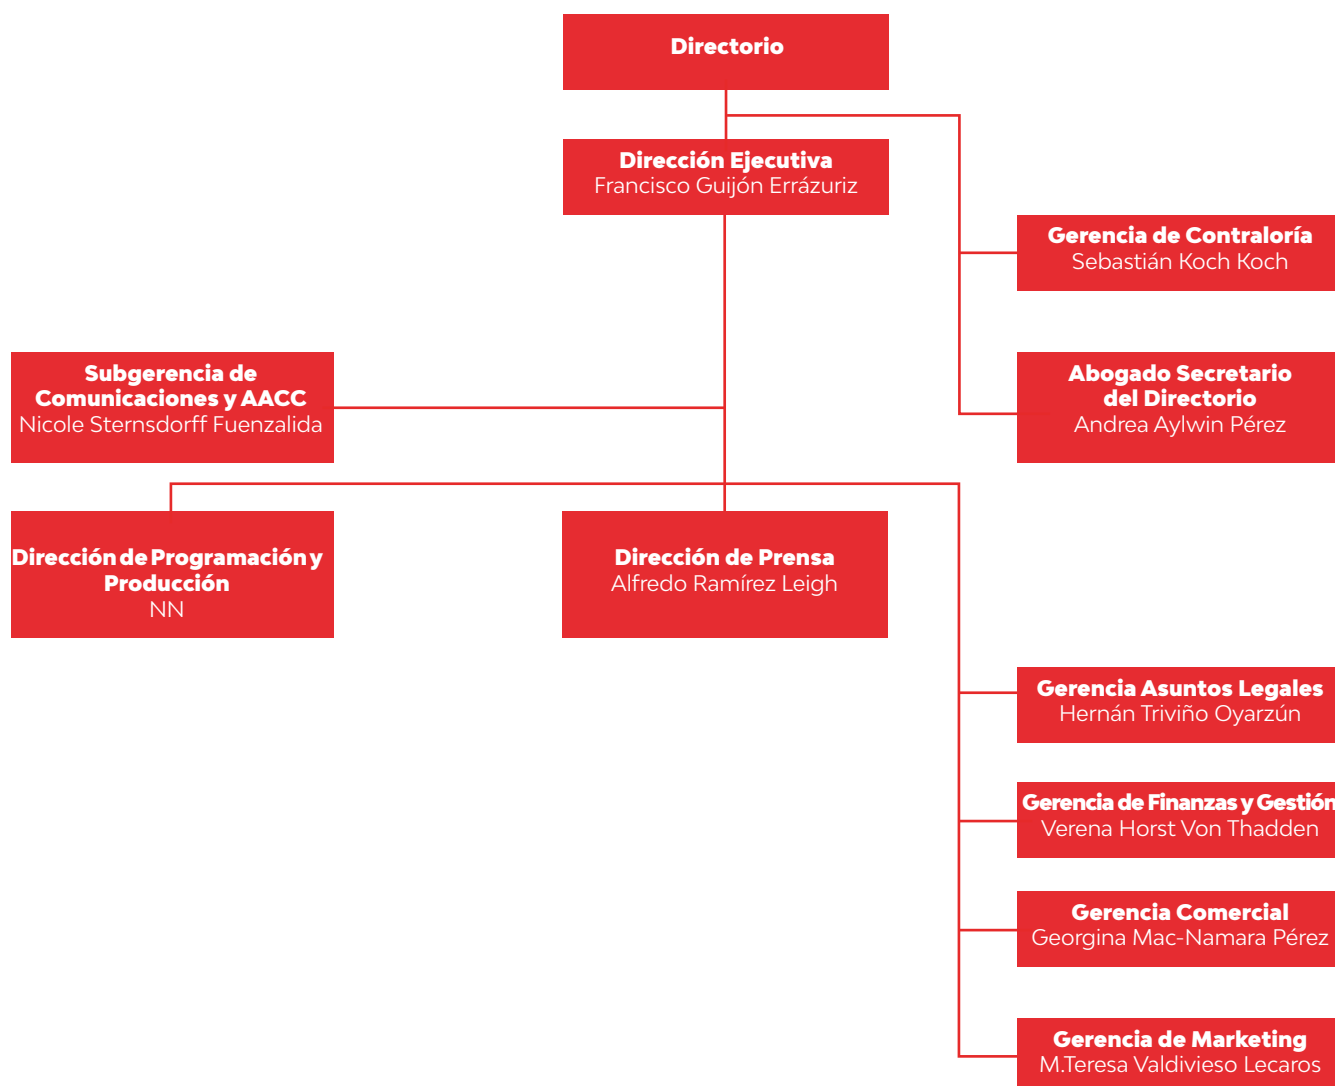 Directorio
Dirección Ejecutiva
Francisco Guijón Errázuriz
Gerencia de Contraloría
Sebastián Koch Koch
Subgerencia de
Comunicaciones y AACC
Nicole Sternsdorff Fuenzalida
Abogado Secretario
del Directorio
Andrea Aylwin Pérez
Dirección de Programación y
Producción
NN
Dirección de Prensa
Alfredo Ramírez Leigh
Gerencia Asuntos Legales
Hernán Triviño Oyarzún
Gerencia de Finanzas y Gestión
Verena Horst Von Thadden
Gerencia Comercial
Georgina Mac-Namara Pérez
Gerencia de Marketing
M.Teresa Valdivieso Lecaros